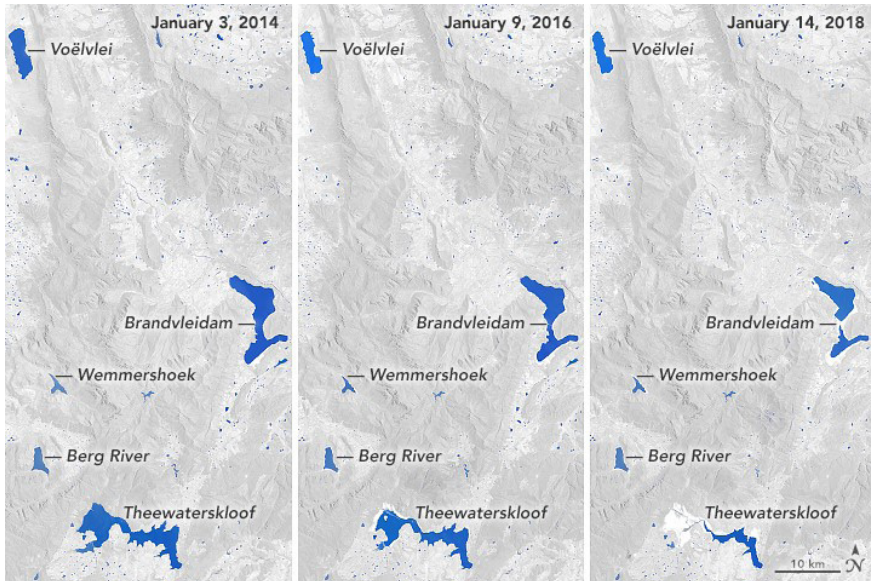 January 3, 2014
Voëlvlei
Brandvleidam
Wemmershoek
Berg River
Theewaterskloof
January 9, 2016
Voëlvlei
Brandvleidam
Wemmershoek
Berg River
Theewaterskloof
January 14, 2018
Voëlvlei
Brandvleidam
Wemmershoek
Berg River
Theewaterskloof
10 km
N